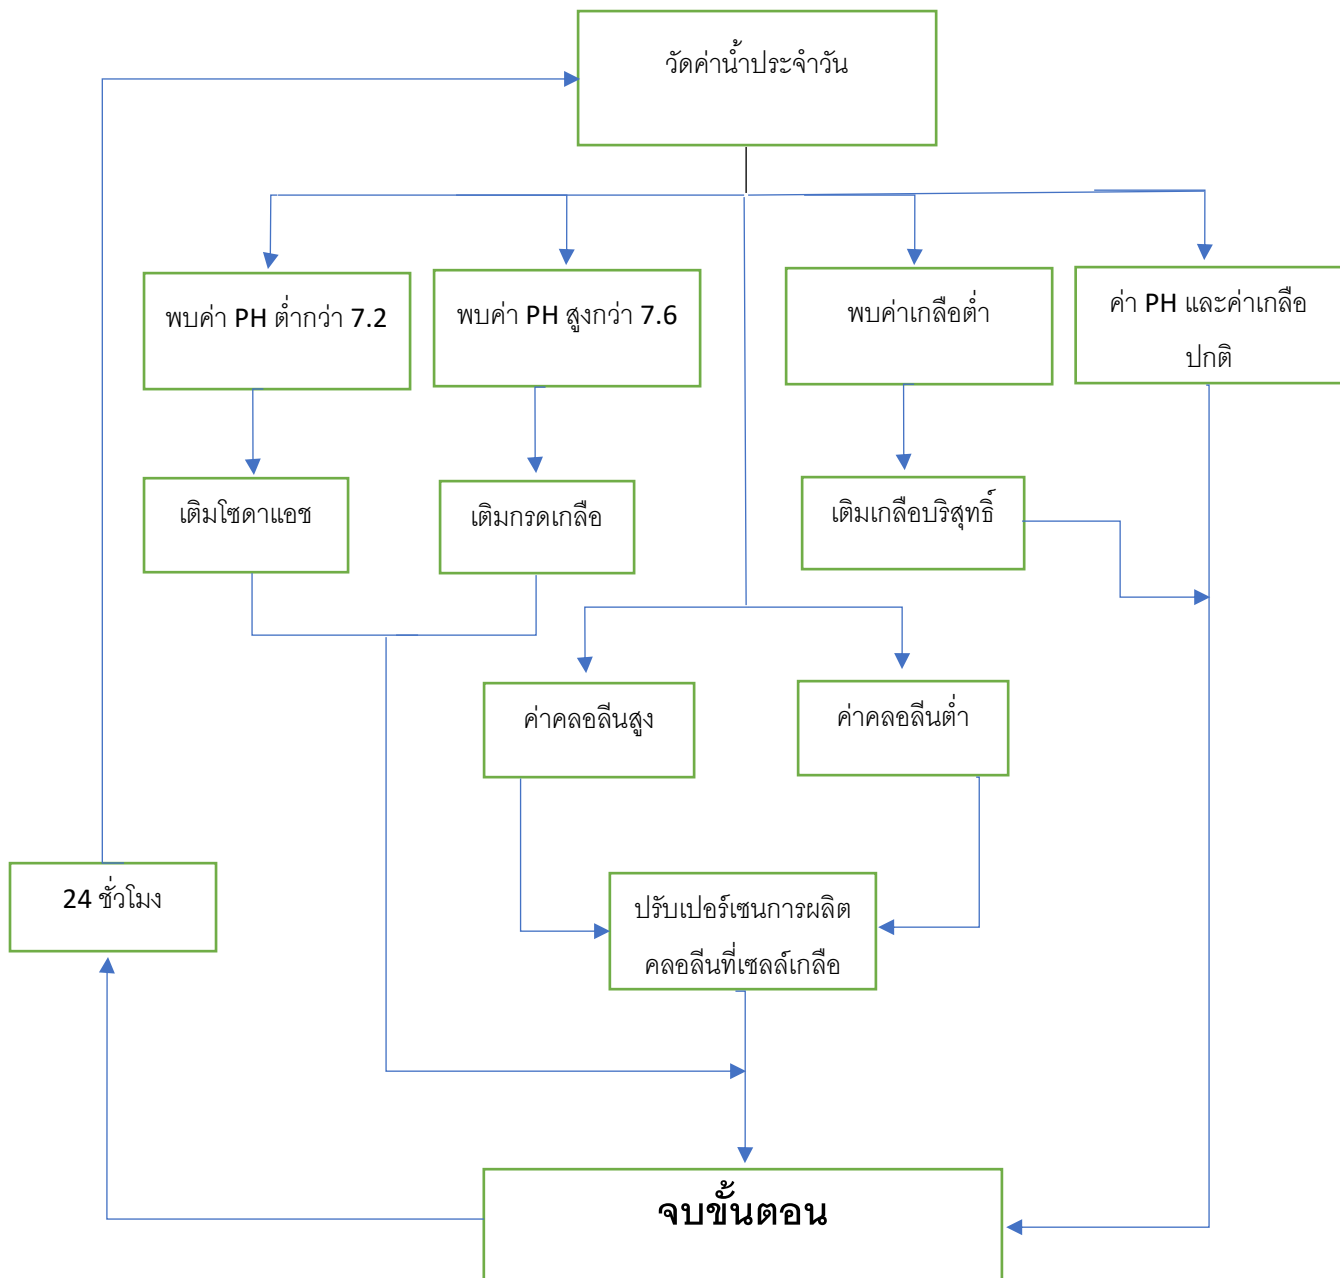 วัดค่าน้ำประจำวัน
พบค่า PH ต่ำกว่า 7.2
พบค่า PH สูงกว่า 7.6
พบค่าเกลือต่ำ
ค่า PH และค่าเกลือ
ปกติ
เติมโซดาแอช
เติมกรดเกลือ
เติมเกลือบริสุทธิ์
ค่าคลอลีนสูง
ค่าคลอลีนต่ำ
24 ชั่วโมง
ปรับเปอร์เซนการผลิต
คลอลีนที่เซลล์เกลือ
จบขั้นตอน